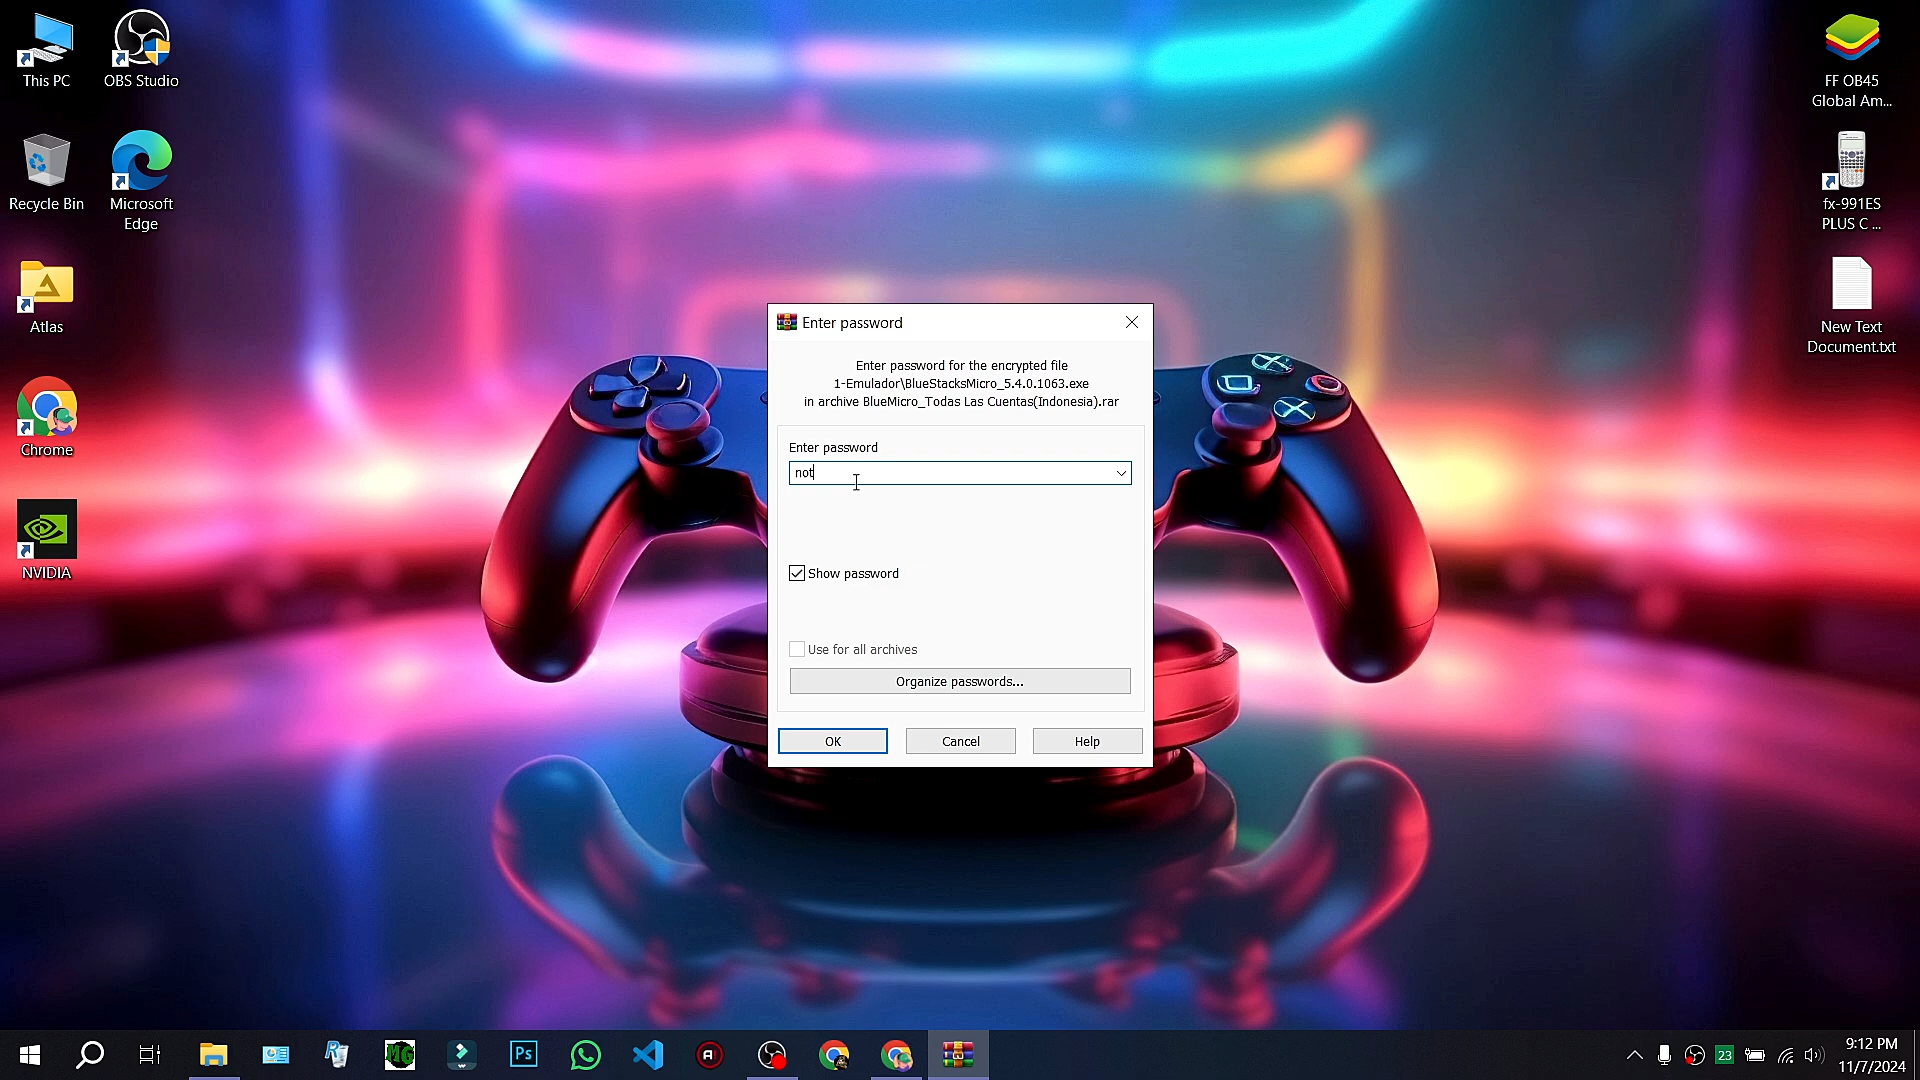 This PC
OBS Studio
Recycle Bin
Microsoft
Edge
Atlas
Chrome
NVIDIA
FF OB45
Global Am...
fx-991ES
PLUS C ...
New Text
Document.txt
Enter password
Enter password for the encrypted file
1-Emulador\BlueStacksMicro_5.4.0.1063.exe
in archive BlueMicro_Todas Las Cuentas(Indonesia).rar
Enter password
not
Show password
Use for all archives
Organize passwords...
OK
Cancel
Help
MG
Ps
23
9:12 PM
11/7/2024